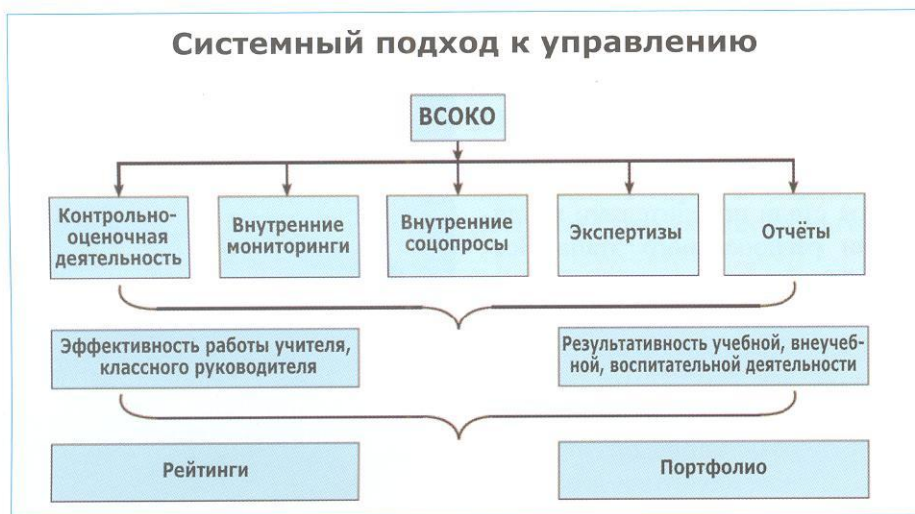 Системный подход к управлению
ВСОКО
Контрольно-
оценочная
деятельность
Внутренние
мониторинги
Внутренние
соцопросы
Экспертизы
Отчёты
Эффективность работы учителя,
классного руководителя
Результативность учебной, внеучеб-
ной, воспитательной деятельности
Рейтинги
Портфолио